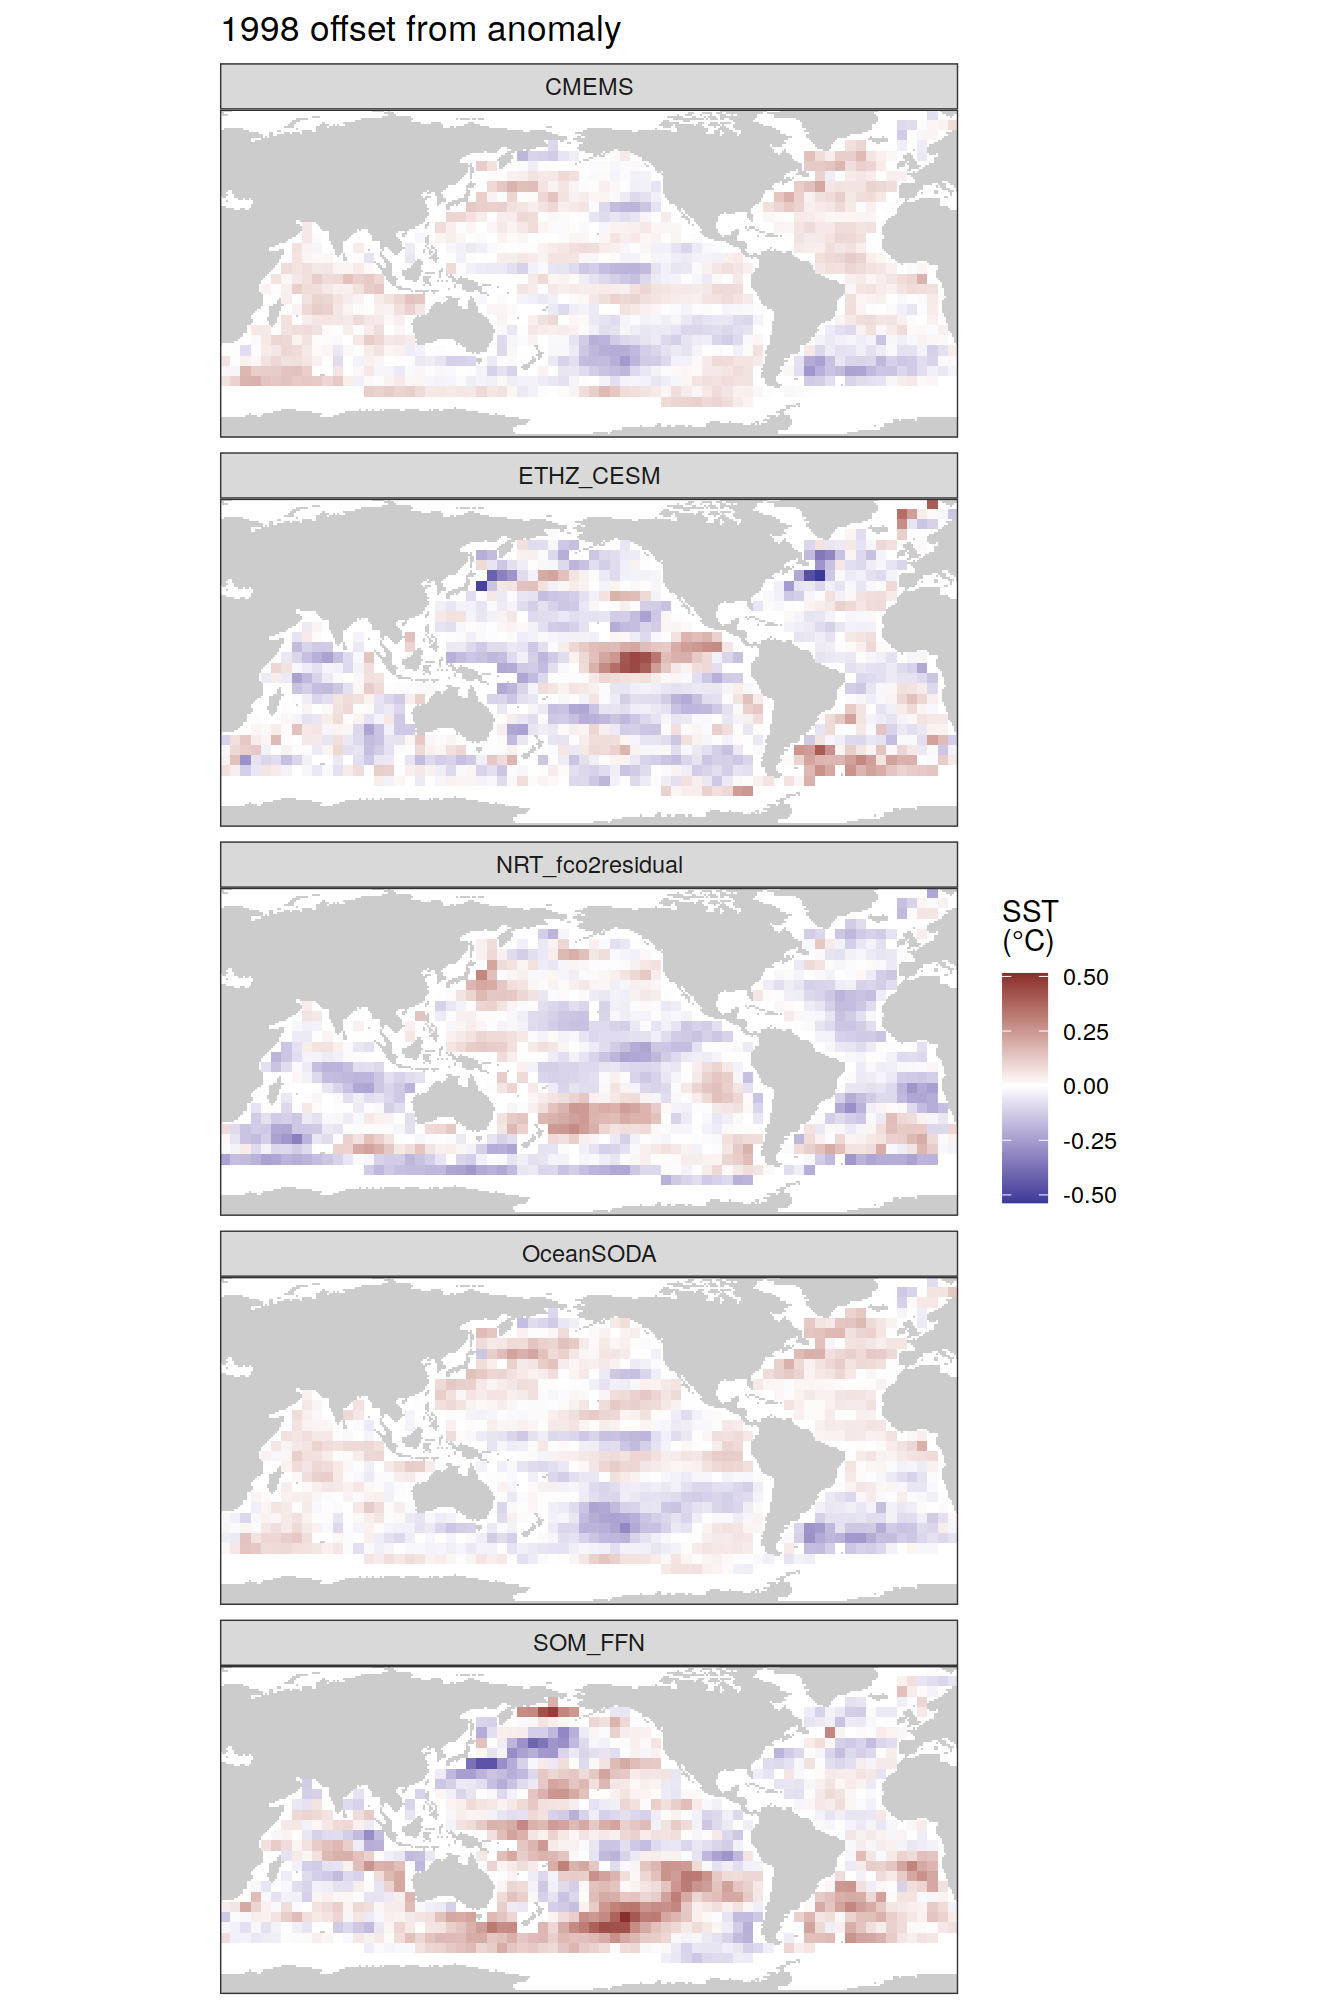 1998 offset from anomaly
CMEMS
ETHZ_CESM
NRT_fco2residual
SST
(°C)
0.50
0.25
0.00
-0.25
-0.50
OceanSODA
SOM_FFN